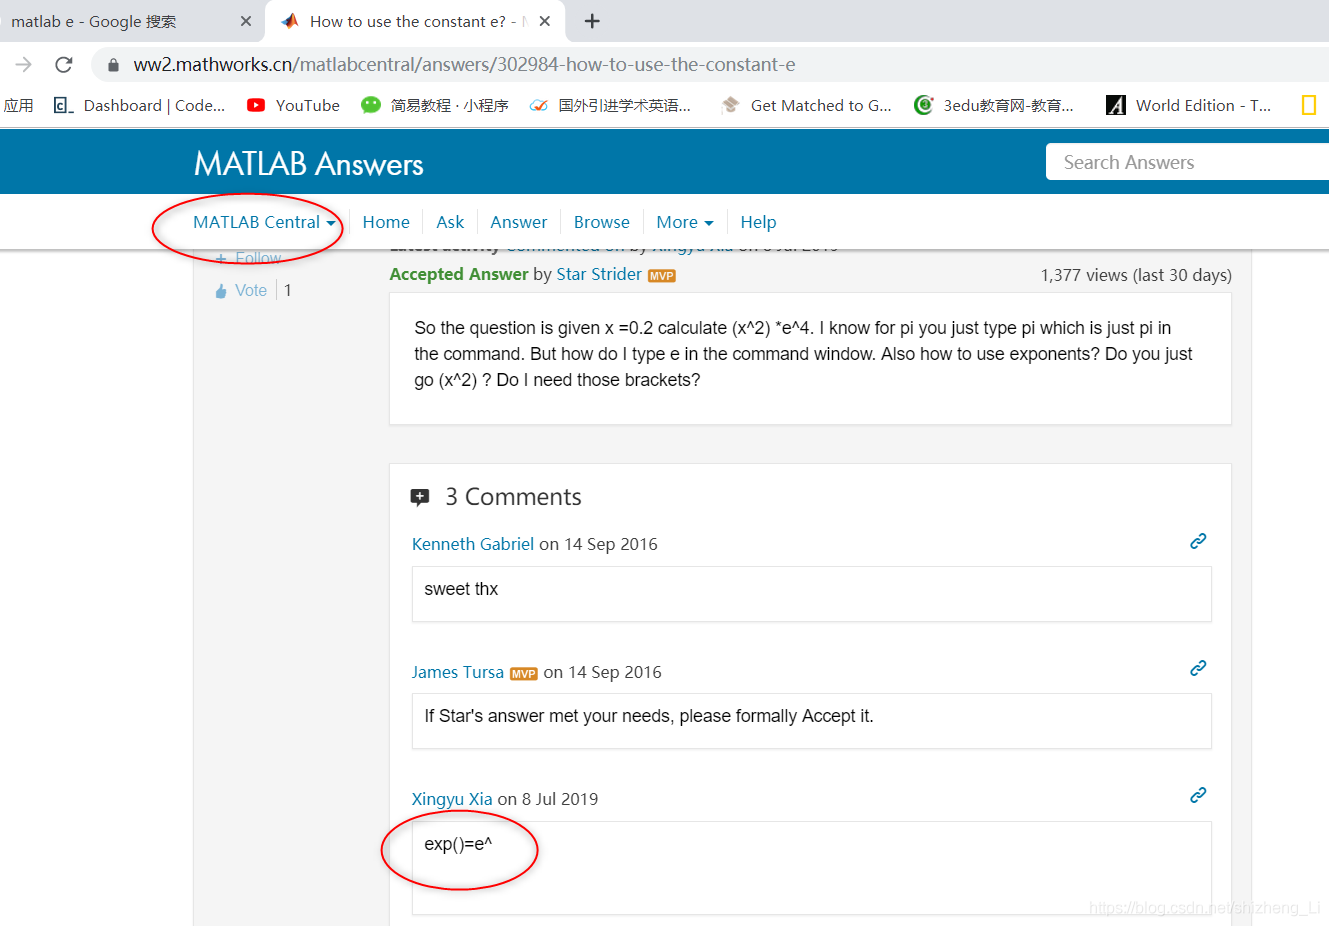 matlab e - Google 搜索
How to use the constant e? -
ww2.mathworks.cn/matlabcentral/answers/302984-how-to-use-the-constant-e
应用 Dashboard | Code... YouTube 简易教程 · 小程序 国外引进学术英语... Get Matched to G... 3edu教育网-教育... World Edition - T...
MATLAB Answers
Search Answers
MATLAB Central Home Ask Answer Browse More Help
Latest activity Commented on by Xingyu Xia on 8 Jul 2019
+ Follow
Accepted Answer by Star Strider MVP 1,377 views (last 30 days)
Vote 1
So the question is given x =0.2 calculate (x^2) *e^4. I know for pi you just type pi which is just pi in
the command. But how do I type e in the command window. Also how to use exponents? Do you just
go (x^2) ? Do I need those brackets?
3 Comments
Kenneth Gabriel on 14 Sep 2016
sweet thx
James Tursa MVP on 14 Sep 2016
If Star's answer met your needs, please formally Accept it.
Xingyu Xia on 8 Jul 2019
exp()=e^
https://blog.csdn.net/shizheng_Li